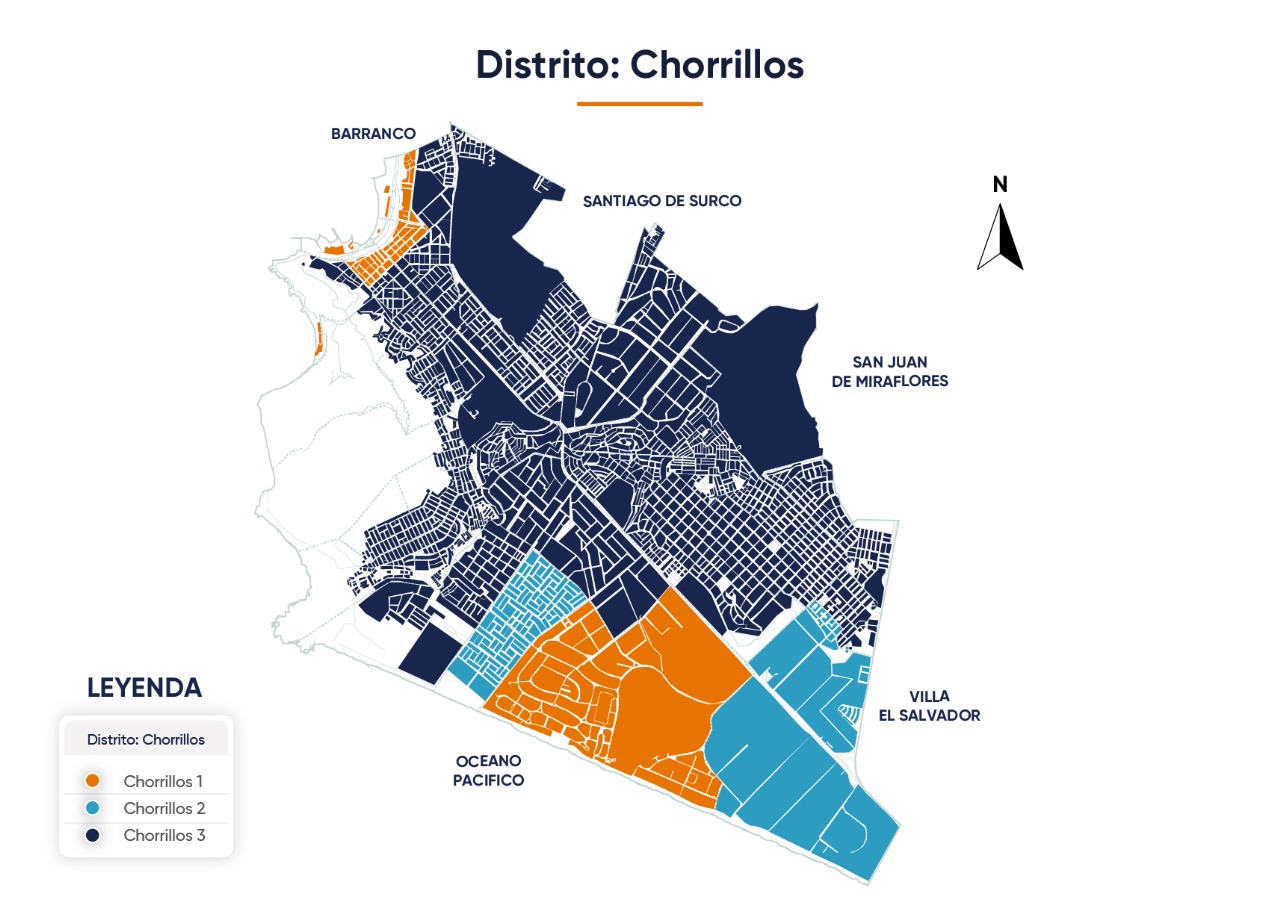 Distrito: Chorrillos
BARRANCO
N
SANTIAGO DE SURCO
SAN JUAN
DE MIRAFLORES
LEYENDA
Distrito: Chorrillos
Chorrillos 1
Chorrillos 2
Chorrillos 3
VILLA
EL SALVADOR
OCEANO
PACIFICO